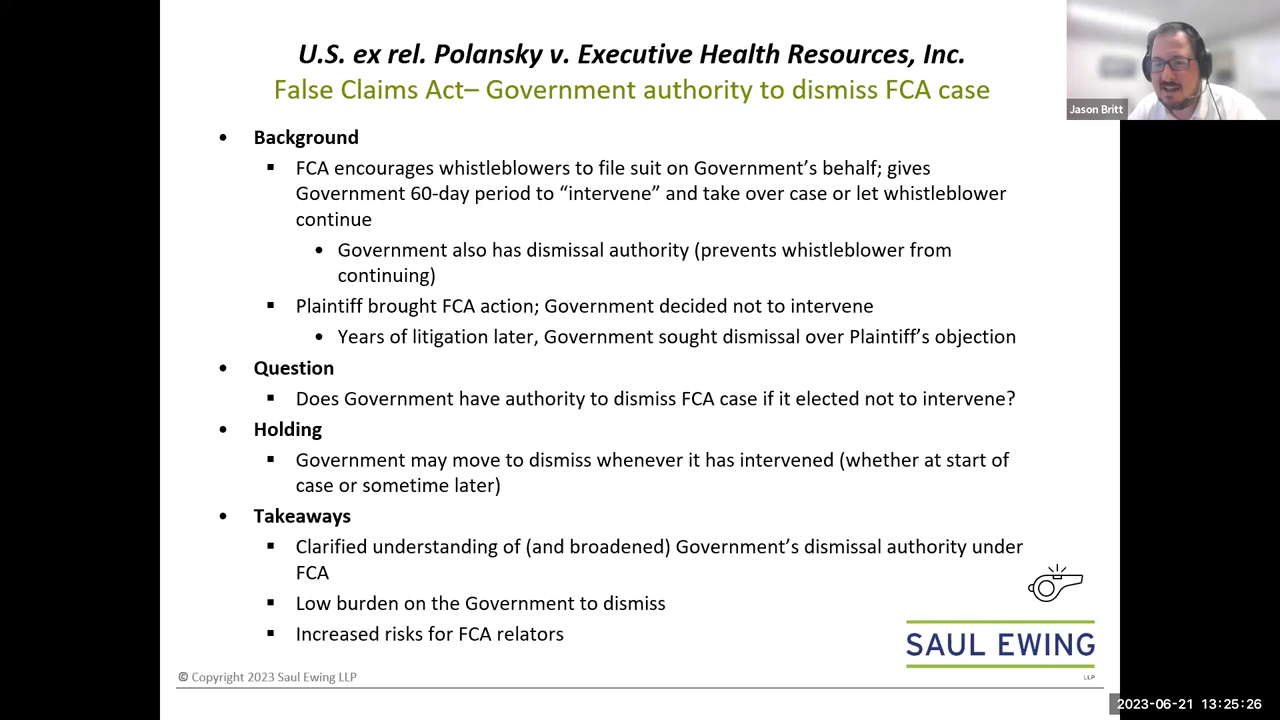 U.S. ex rel. Polansky v. Executive Health Resources, Inc.
False Claims Act– Government authority to dismiss FCA case
Jason Britt
• Background
▪ FCA encourages whistleblowers to file suit on Government’s behalf; gives
Government 60-day period to “intervene” and take over case or let whistleblower
continue
• Government also has dismissal authority (prevents whistleblower from
continuing)
▪ Plaintiff brought FCA action; Government decided not to intervene
• Years of litigation later, Government sought dismissal over Plaintiff’s objection
• Question
▪ Does Government have authority to dismiss FCA case if it elected not to intervene?
• Holding
▪ Government may move to dismiss whenever it has intervened (whether at start of
case or sometime later)
• Takeaways
▪ Clarified understanding of (and broadened) Government’s dismissal authority under
FCA
▪ Low burden on the Government to dismiss
▪ Increased risks for FCA relators
SAUL EWING
LLP
© Copyright 2023 Saul Ewing LLP
2023-06-21 13:25:26